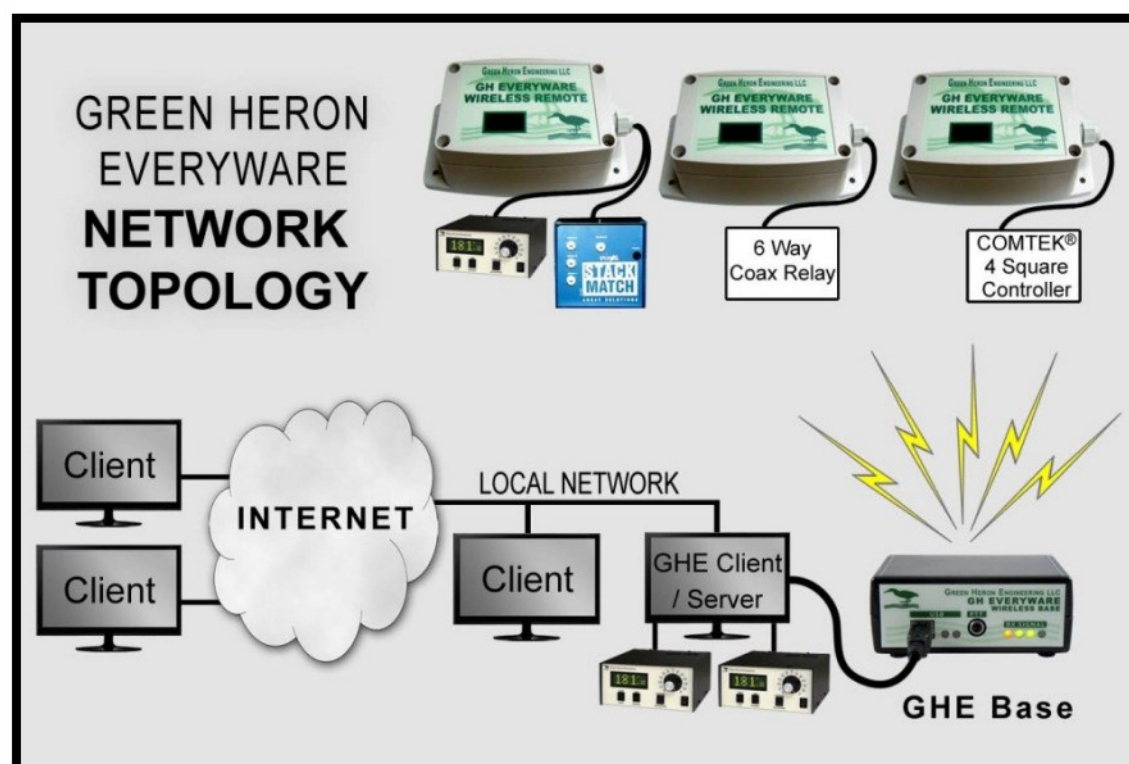 GREEN HERON
EVERYWARE
NETWORK
TOPOLOGY
GREEN HERON ENGINEERING LLC
GH EVERYWARE
WIRELESS REMOTE
GREEN HERON ENGINEERING LLC
GH EVERYWARE
WIRELESS REMOTE
GREEN HERON ENGINEERING LLC
GH EVERYWARE
WIRELESS REMOTE
181
STACK
MATCH
6 Way
Coax Relay
COMTEK®
4 Square
Controller
Client
Client
INTERNET
LOCAL NETWORK
Client
GHE Client
/ Server
181
181
GREEN HERON ENGINEERING LLC
GH EVERYWARE
WIRELESS BASE
USB
RX SIGNAL
GHE Base